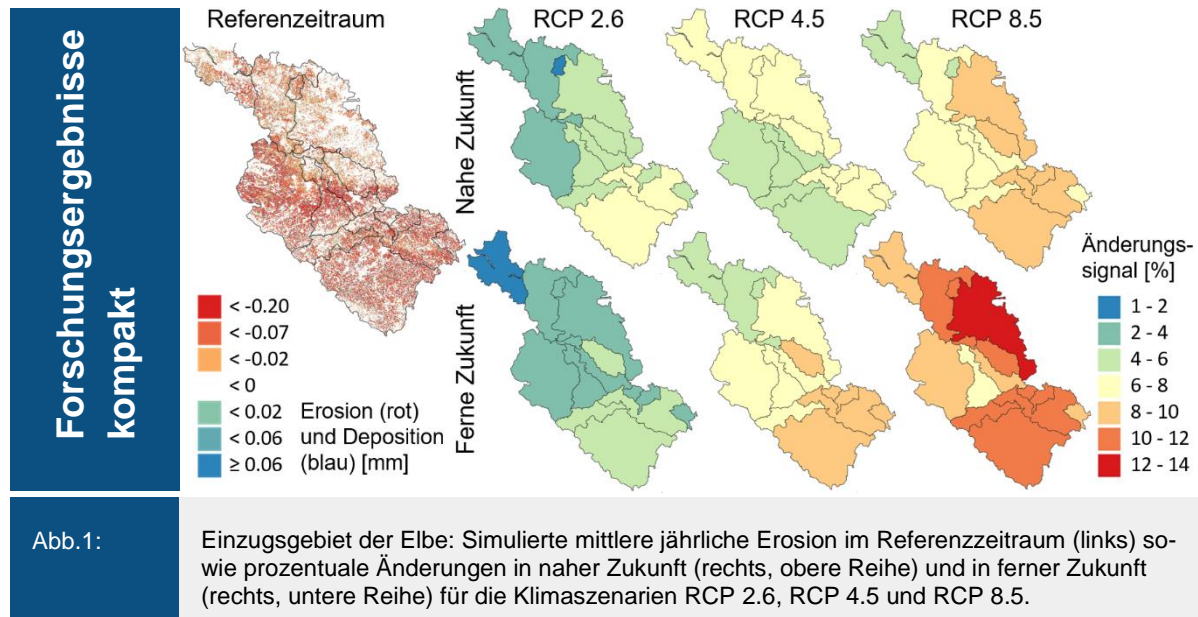 Forschungsergebnisse
kompakt
Referenzeitraum
RCP 2.6
RCP 4.5
RCP 8.5
Nahe Zukunft
Ferne Zukunft
< -0.20
< -0.07
< -0.02
< 0
< 0.02
< 0.06
≥ 0.06
Erosion (rot)
und Deposition
(blau) [mm]
Änderungs-
signal [%]
1 - 2
2 - 4
4 - 6
6 - 8
8 - 10
10 - 12
12 - 14
Abb.1:
Einzugsgebiet der Elbe: Simulierte mittlere jährliche Erosion im Referenzzeitraum (links) so-
wie prozentuale Änderungen in naher Zukunft (rechts, obere Reihe) und in ferner Zukunft
(rechts, untere Reihe) für die Klimaszenarien RCP 2.6, RCP 4.5 und RCP 8.5.